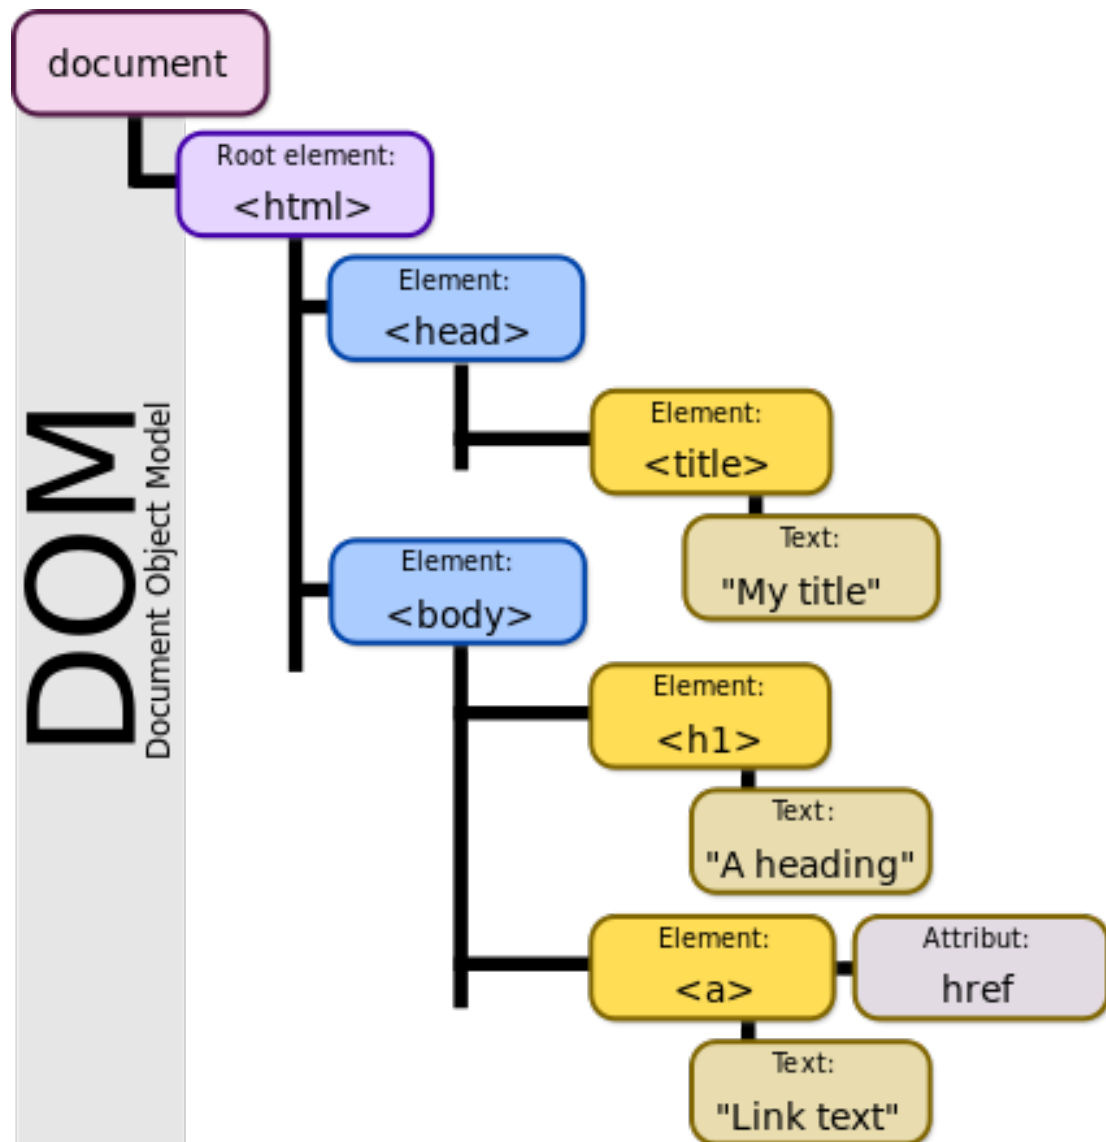 document
Root element:
<html>
Element:
<head>
Element:
<title>
Text:
"My title"
Element:
<body>
Element:
<h1>
Text:
"A heading"
Element:
<a>
Attribut:
href
Text:
"Link text"
DOM
Document Object Model